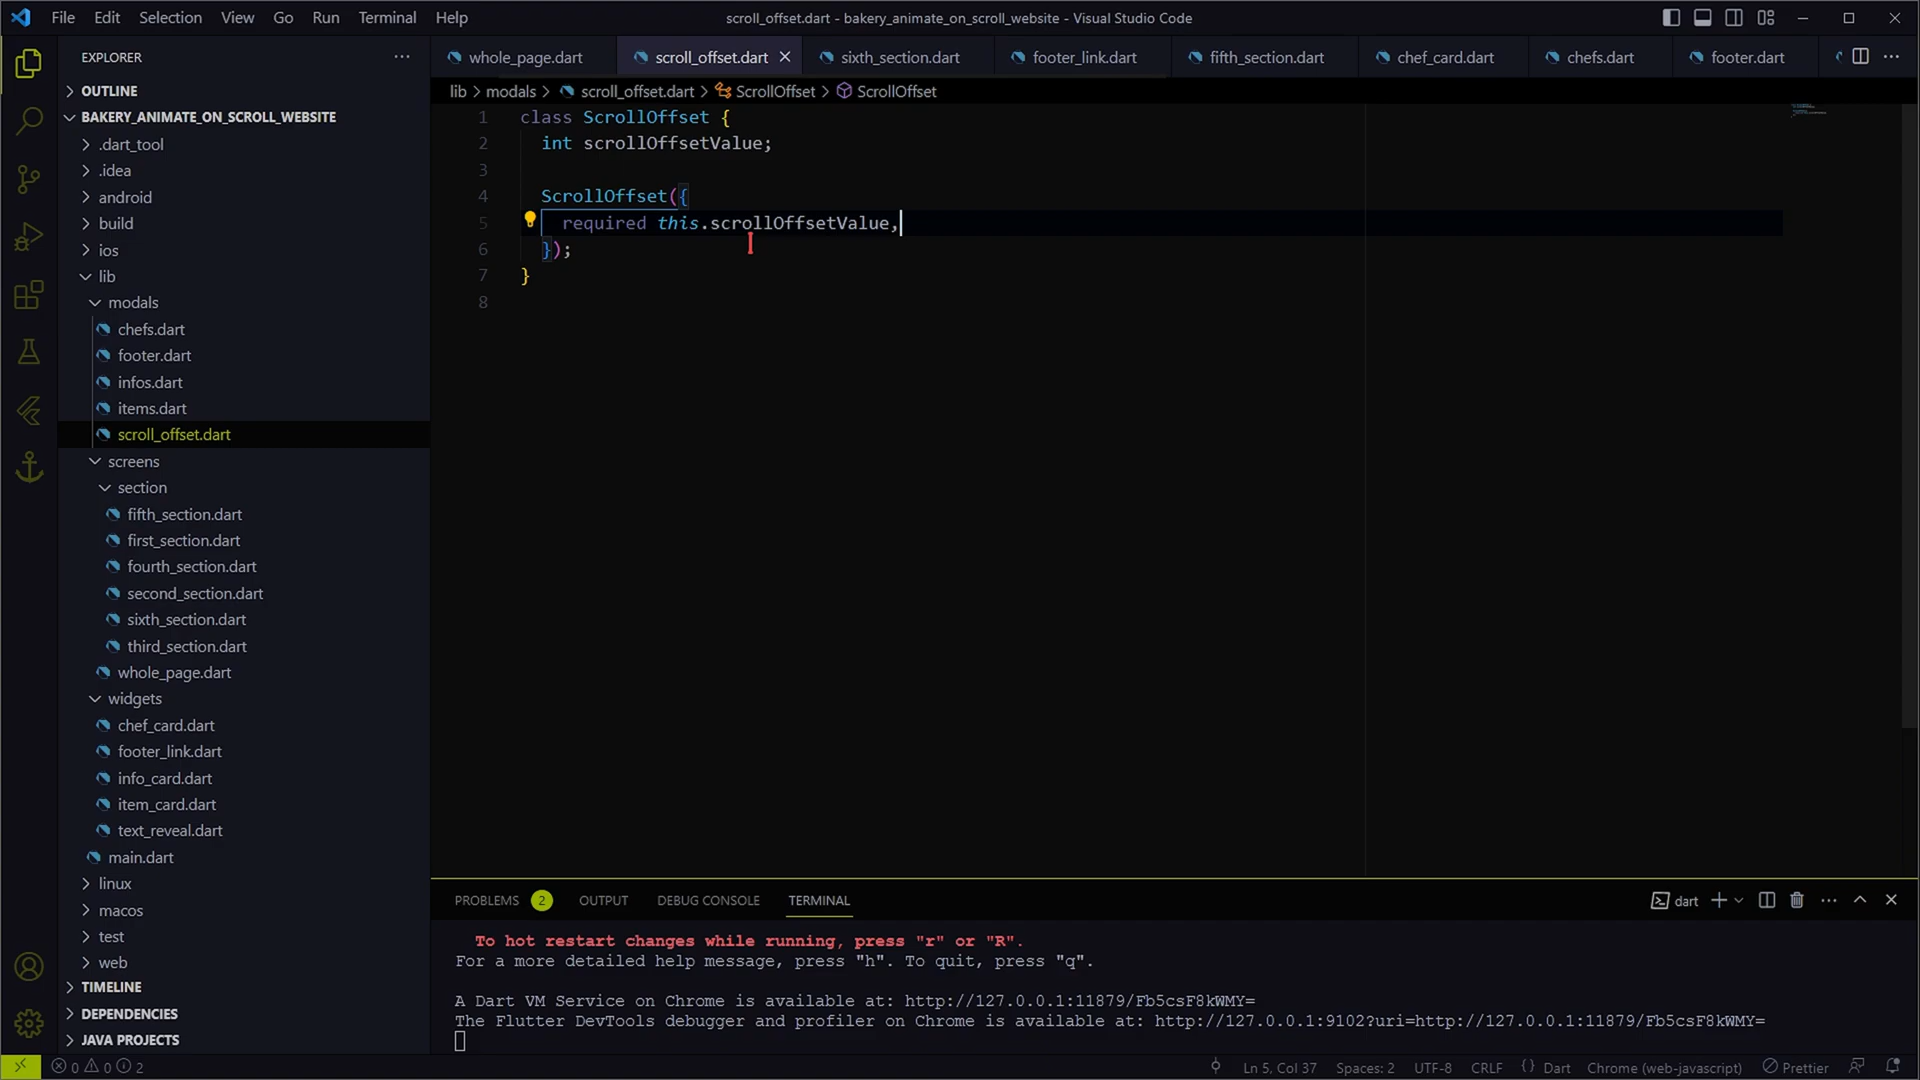 File Edit Selection View Go Run Terminal Help
scroll_offset.dart - bakery_animate_on_scroll_website - Visual Studio Code
EXPLORER
whole_page.dart scroll_offset.dart sixth_section.dart footer_link.dart fifth_section.dart chef_card.dart chefs.dart footer.dart
lib > modals > scroll_offset.dart > ScrollOffset > ScrollOffset
OUTLINE
BAKERY_ANIMATE_ON_SCROLL_WEBSITE
.dart_tool
.idea
android
build
ios
lib
modals
chefs.dart
footer.dart
infos.dart
items.dart
scroll_offset.dart
screens
section
fifth_section.dart
first_section.dart
fourth_section.dart
second_section.dart
sixth_section.dart
third_section.dart
whole_page.dart
widgets
chef_card.dart
footer_link.dart
info_card.dart
item_card.dart
text_reveal.dart
main.dart
linux
macos
test
web
TIMELINE
DEPENDENCIES
JAVA PROJECTS
1 class ScrollOffset {
2 int scrollOffsetValue;
3
4 ScrollOffset({
5 required this.scrollOffsetValue,
6 });
7 }
8
PROBLEMS 2 OUTPUT DEBUG CONSOLE TERMINAL
dart
To hot restart changes while running, press "r" or "R".
For a more detailed help message, press "h". To quit, press "q".
A Dart VM Service on Chrome is available at: http://127.0.0.1:11879/Fb5csF8kWMY=
The Flutter DevTools debugger and profiler on Chrome is available at: http://127.0.0.1:9102?uri=http://127.0.0.1:11879/Fb5csF8kWMY=
0 0 2
Ln 5, Col 37 Spaces: 2 UTF-8 CRLF {} Dart Chrome (web-javascript) Prettier